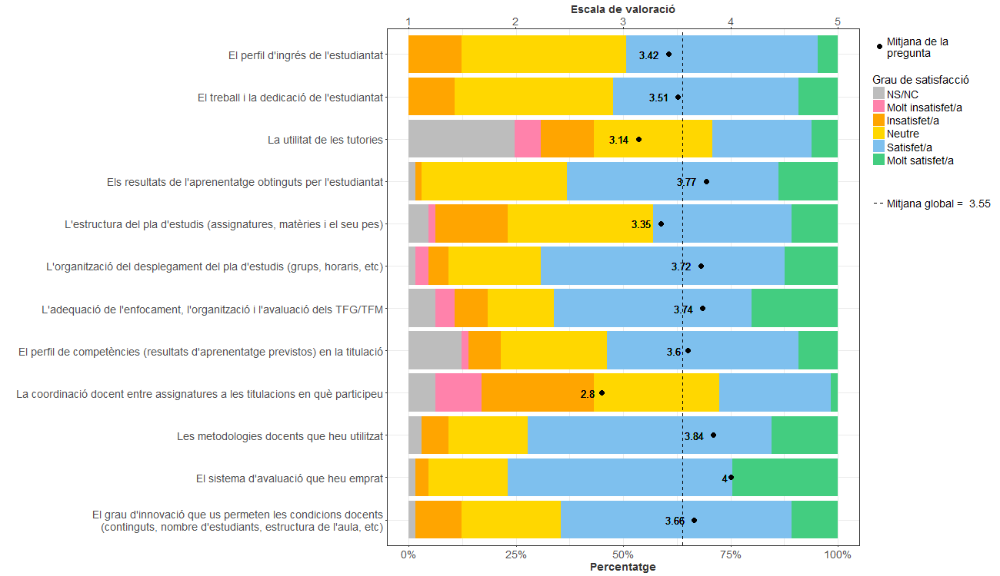 Escala de valoració
1 2 3 4 5
El perfil d'ingrés de l'estudiantat
3.42
El treball i la dedicació de l'estudiantat
3.51
La utilitat de les tutories
3.14
Els resultats de l'aprenentatge obtinguts per l'estudiantat
3.77
L'estructura del pla d'estudis (assignatures, matèries i el seu pes)
3.35
L'organització del desplegament del pla d'estudis (grups, horaris, etc)
3.72
L'adequació de l'enfocament, l'organització i l'avaluació dels TFG/TFM
3.74
El perfil de competències (resultats d'aprenentatge previstos) en la titulació
3.6
La coordinació docent entre assignatures a les titulacions en què participeu
2.8
Les metodologies docents que heu utilitzat
3.84
El sistema d'avaluació que heu emprat
4
El grau d'innovació que us permeten les condicions docents
(continguts, nombre d'estudiants, estructura de l'aula, etc)
3.66
0% 25% 50% 75% 100%
Percentatge
Mitjana de la
pregunta
Grau de satisfacció
NS/NC
Molt insatisfet/a
Insatisfet/a
Neutre
Satisfet/a
Molt satisfet/a
Mitjana global = 3.55